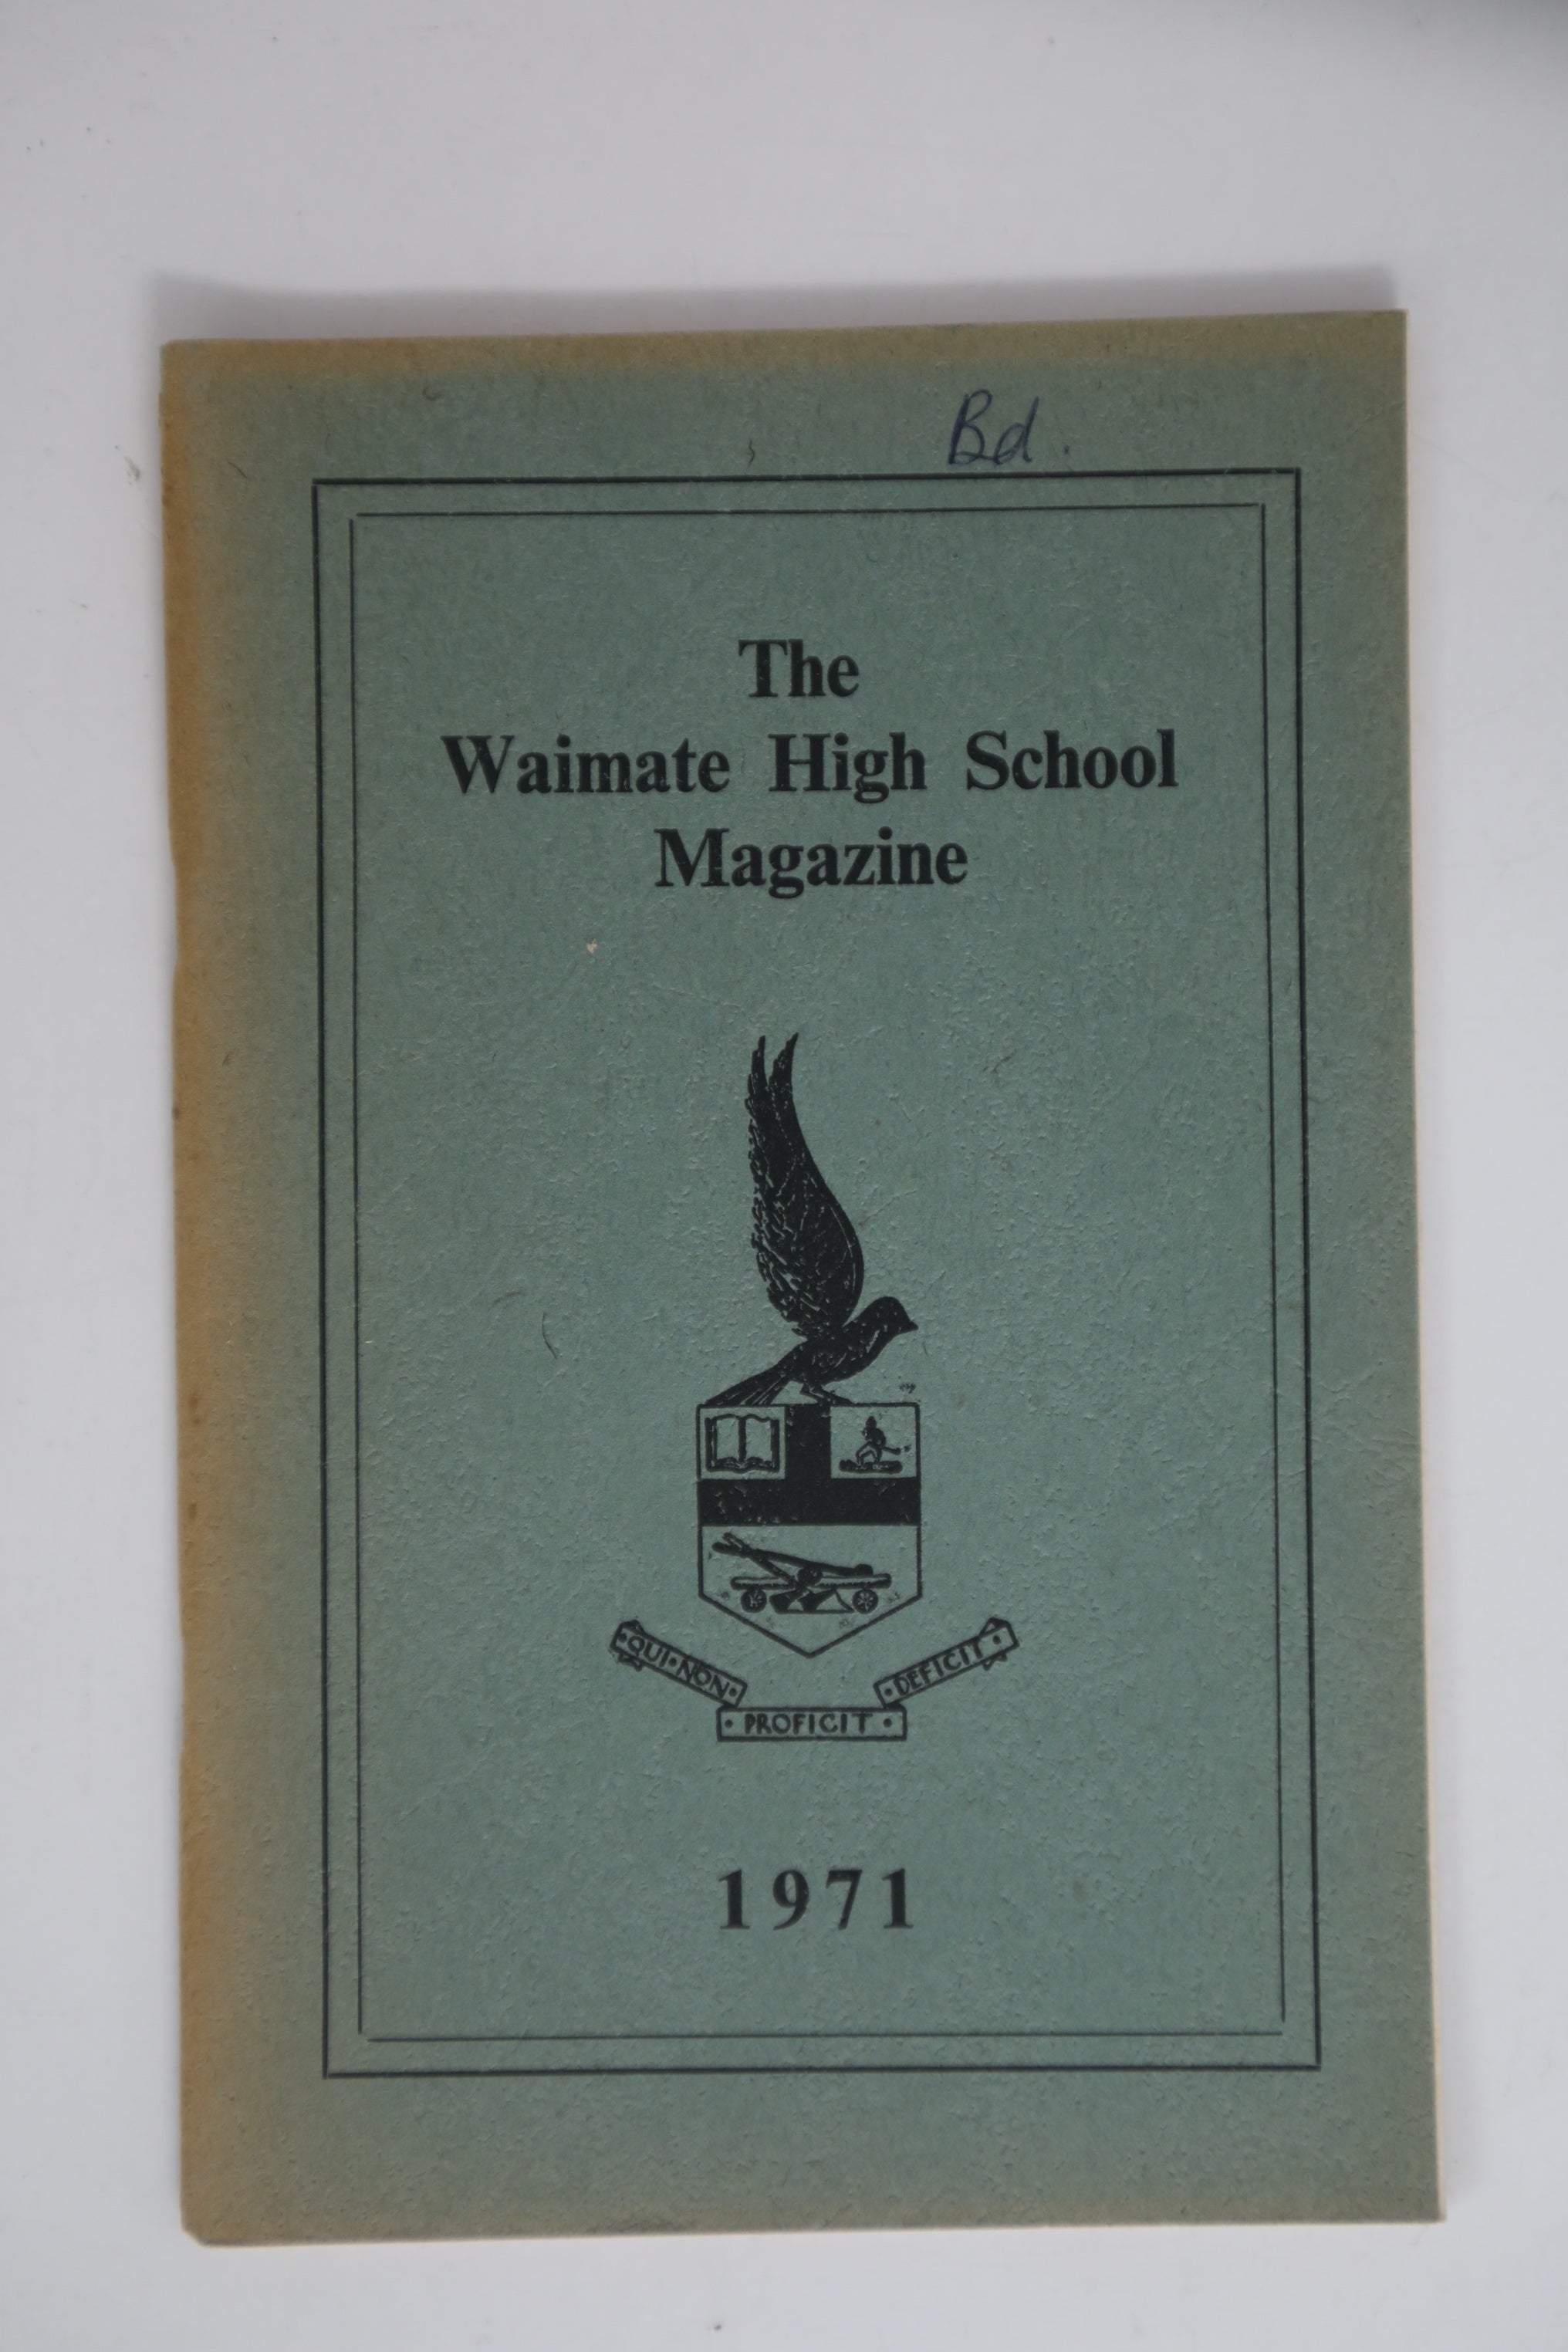 Bd.
The
Waimate High School
Magazine
QUI·NON·
·PROFICIT·
·DEFICIT·
1971